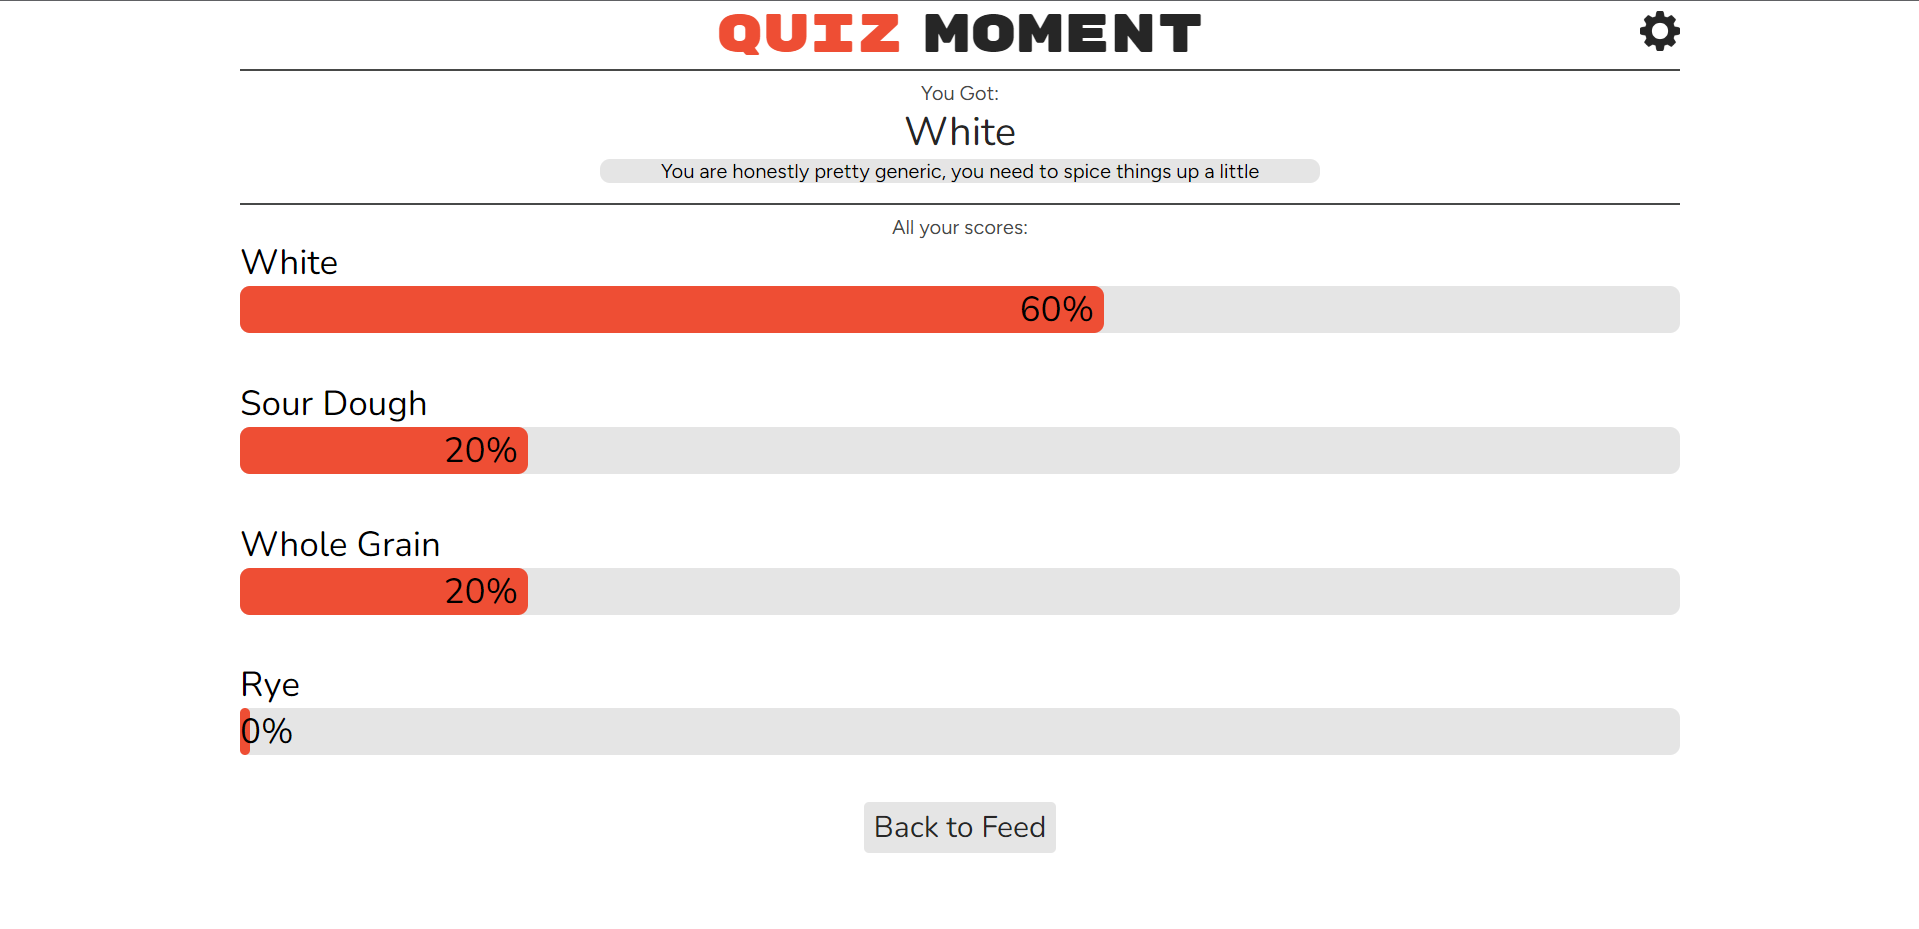 QUIZ MOMENT
You Got:
White
You are honestly pretty generic, you need to spice things up a little
All your scores:
White
60%
Sour Dough
20%
Whole Grain
20%
Rye
0%
Back to Feed